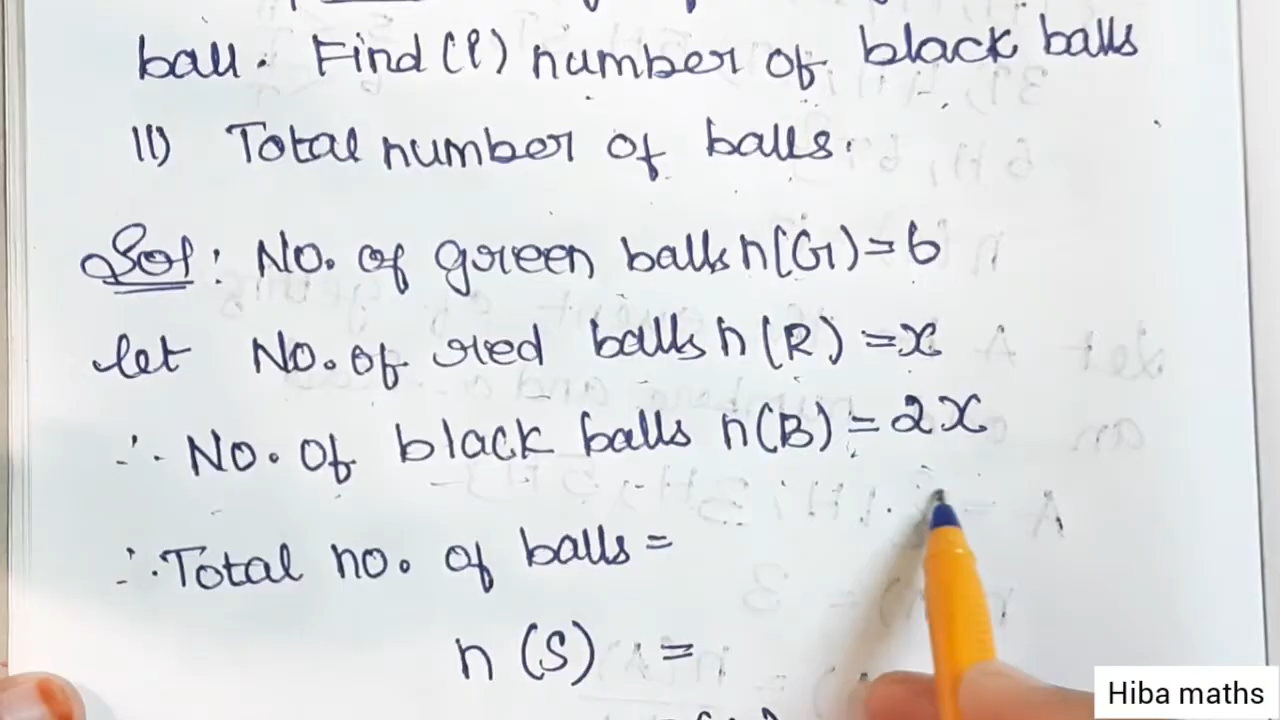 ball. Find (i) number of black balls
II) Total number of balls.
Sol: No. of green balls n(G)=6
let No. of red balls n(R)=x
∴ No. of black balls n(B)=2x
∴ Total no. of balls=
n(S) =
Hiba maths